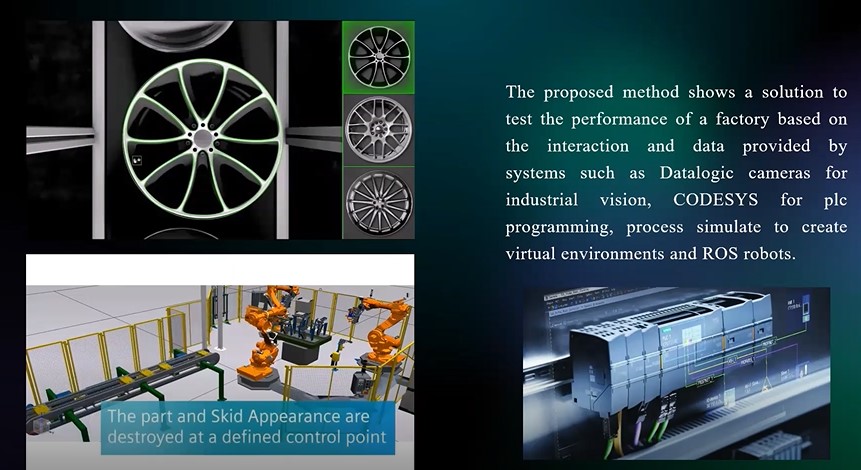 The proposed method shows a solution to
test the performance of a factory based on
the interaction and data provided by
systems such as Datalogic cameras for
industrial vision, CODESYS for plc
programming, process simulate to create
virtual environments and ROS robots.
The part and Skid Appearance are
destroyed at a defined control point